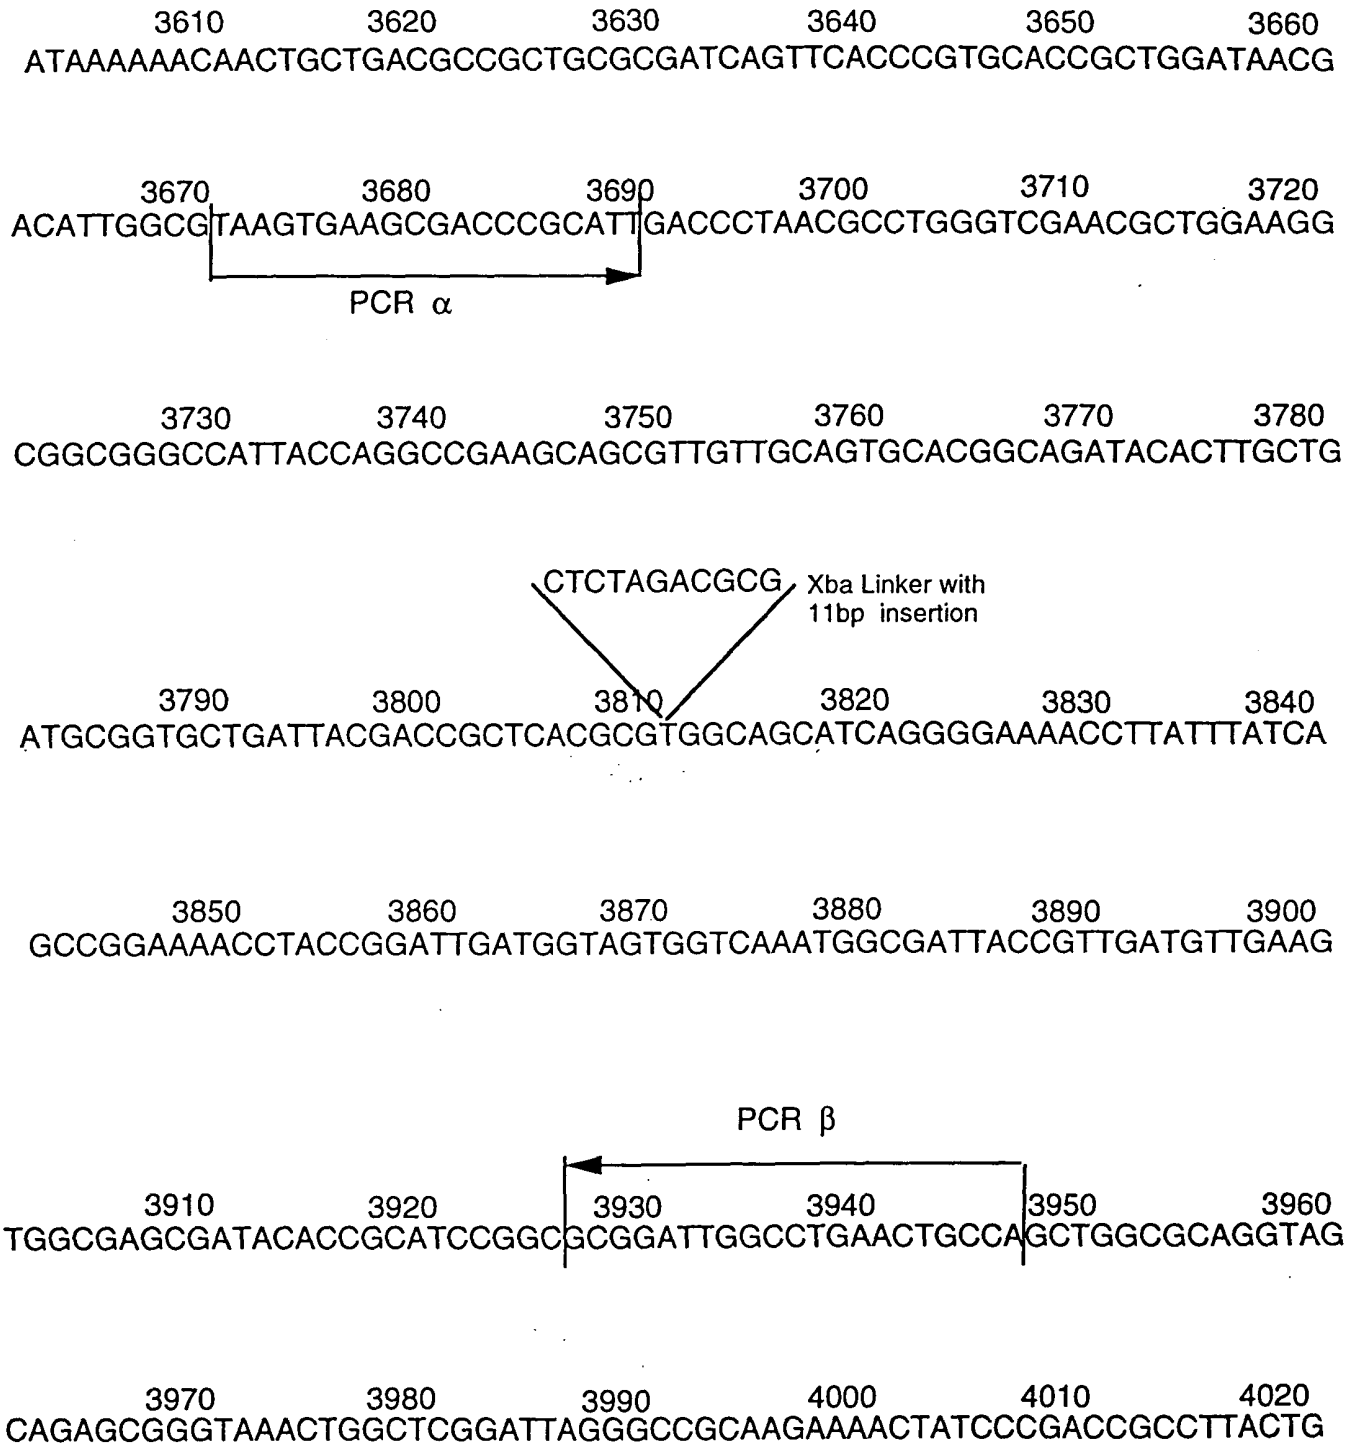 3610 3620 3630 3640 3650 3660
ATAAAAAACAACTGCTGACGCCGCTGCGCGATCAGTTCACCCGTGCACCGCTGGATAACG
3670 3680 3690 3700 3710 3720
ACATTGGCGTAAGTGAAGCGACCCGCATTGACCCTAACGCCTGGGTCGAACGCTGGAAGG
PCR α
3730 3740 3750 3760 3770 3780
CGGCGGGCCATTACCAGGCCGAAGCAGCGTTGTTGCAGTGCACGGCAGATACACTTGCTG
CTCTAGACGCG Xba Linker with
11bp insertion
3790 3800 3810 3820 3830 3840
ATGCGGTGCTGATTACGACCGCTCACGCGTGGCAGCATCAGGGGAAAACCTTATTTATCA
3850 3860 3870 3880 3890 3900
GCCGGAAAACCTACCGGATTGATGGTAGTGGTCAAATGGCGATTACCGTTGATGTTGAAG
PCR β
3910 3920 3930 3940 3950 3960
TGGCGAGCGATACACCGCATCCGGCGCGGATTGGCCTGAACTGCCAGCTGGCGCAGGTAG
3970 3980 3990 4000 4010 4020
CAGAGCGGGTAAACTGGCTCGGATTAGGGCCGCAAGAAAACTATCCCGACCGCCTTACTG